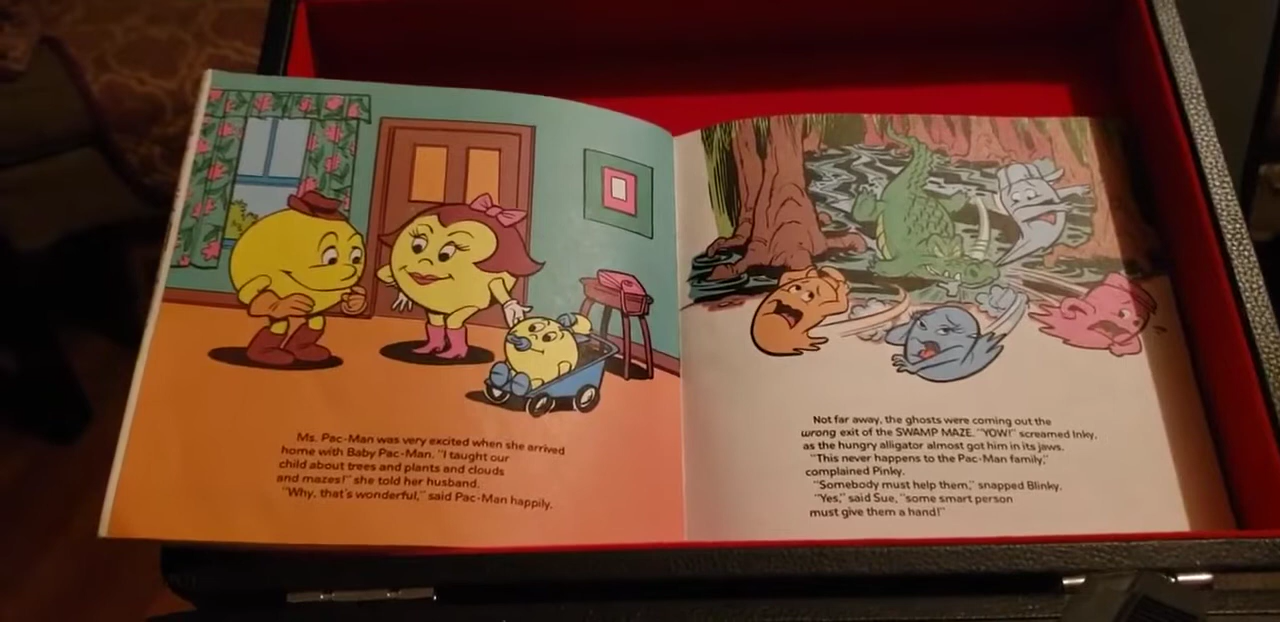 Ms. Pac-Man was very excited when she arrived
home with Baby Pac-Man. "I taught our
child about trees and plants and clouds
and mazes!" she told her husband.
"Why, that's wonderful," said Pac-Man happily.
Not far away, the ghosts were coming out the
wrong exit of the SWAMP MAZE. "YOW!" screamed Inky,
as the hungry alligator almost got him in its jaws.
"This never happens to the Pac-Man family,"
complained Pinky.
"Somebody must help them," snapped Blinky.
"Yes," said Sue, "some smart person
must give them a hand!"